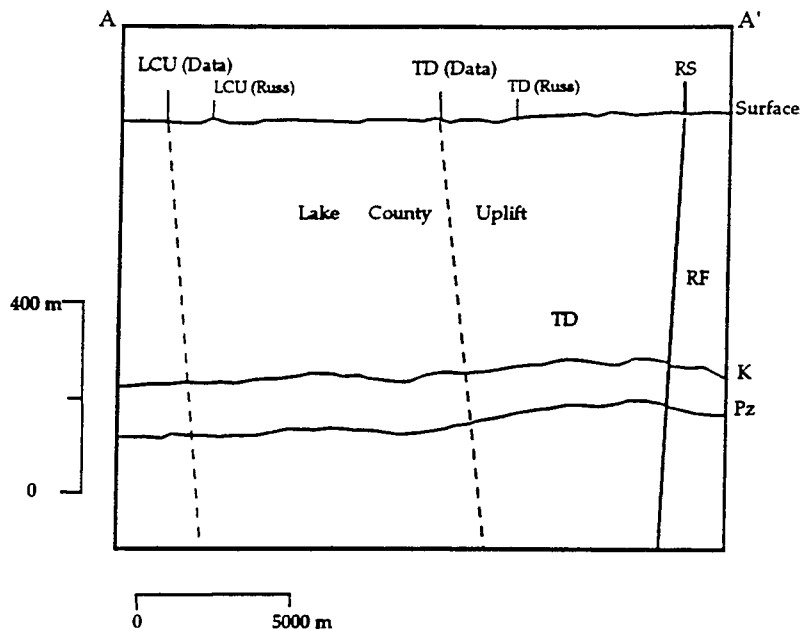 A A'
LCU (Data) TD (Data) RS
LCU (Russ) TD (Russ)
Surface
Lake County Uplift
RF
400 m
TD
K
Pz
0
0 5000 m